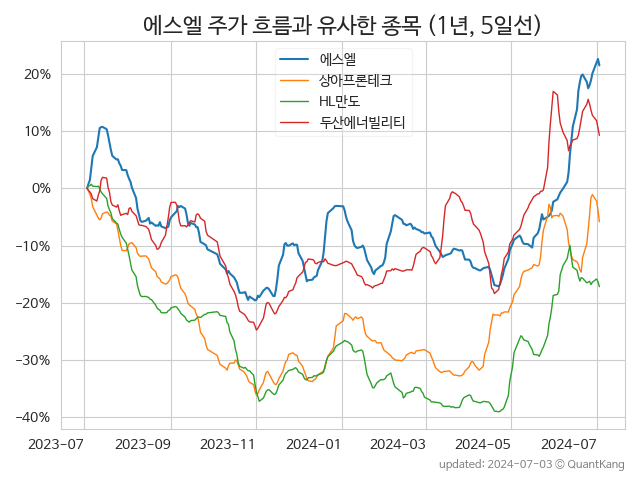 에스엘 주가 흐름과 유사한 종목 (1년, 5일선)
에스엘
상아프론테크
HL만도
두산에너빌리티
20%
10%
0%
−10%
−20%
−30%
−40%
2023-07 2023-09 2023-11 2024-01 2024-03 2024-05 2024-07
updated: 2024-07-03 © QuantKang